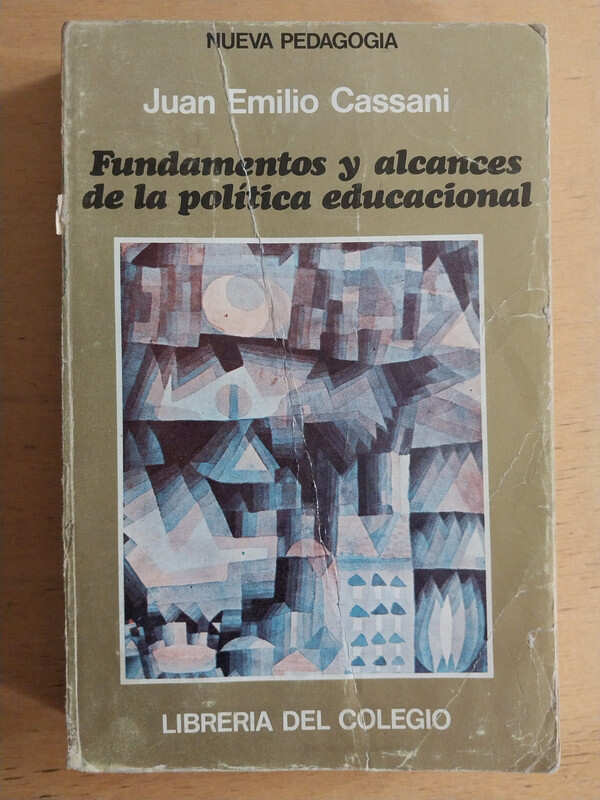 NUEVA PEDAGOGIA
Juan Emilio Cassani
Fundamentos y alcances
de la política educacional
LIBRERIA DEL COLEGIO